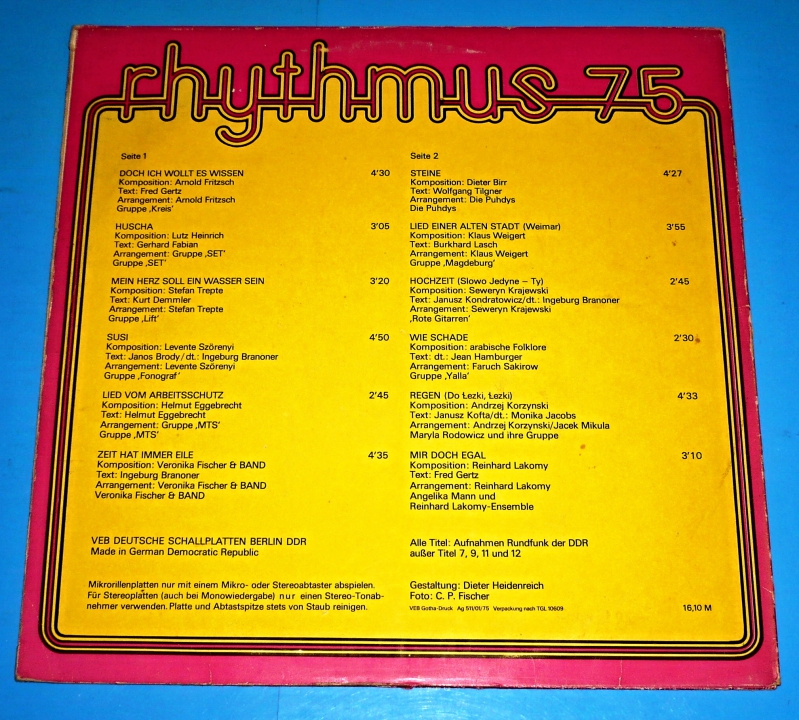 rhythmus 75
Seite 1
DOCH ICH WOLLT ES WISSEN 4'30
Komposition: Arnold Fritzsch
Text: Fred Gertz
Arrangement: Arnold Fritzsch
Gruppe ‚Kreis'
HUSCHA 3'05
Komposition: Lutz Heinrich
Text: Gerhard Fabian
Arrangement: Gruppe ‚SET'
Gruppe ‚SET'
MEIN HERZ SOLL EIN WASSER SEIN 3'20
Komposition: Stefan Trepte
Text: Kurt Demmler
Arrangement: Stefan Trepte
Gruppe ‚Lift'
SUSI 4'50
Komposition: Levente Szörenyi
Text: Janos Brody/dt.: Ingeburg Branoner
Arrangement: Levente Szörenyi
Gruppe ‚Fonograf'
LIED VOM ARBEITSSCHUTZ 2'45
Komposition: Helmut Eggebrecht
Text: Helmut Eggebrecht
Arrangement: Gruppe ‚MTS'
Gruppe ‚MTS'
ZEIT HAT IMMER EILE 4'35
Komposition: Veronika Fischer & BAND
Text: Ingeburg Branoner
Arrangement: Veronika Fischer & BAND
Veronika Fischer & BAND
VEB DEUTSCHE SCHALLPLATTEN BERLIN DDR
Made in German Democratic Republic
Mikrorillenplatten nur mit einem Mikro- oder Stereoabtaster abspielen.
Für Stereoplatten (auch bei Monowiedergabe) nur einen Stereo-Tonab-
nehmer verwenden. Platte und Abtastspitze stets von Staub reinigen.
Seite 2
STEINE 4'27
Komposition: Dieter Birr
Text: Wolfgang Tilgner
Arrangement: Die Puhdys
Die Puhdys
LIED EINER ALTEN STADT (Weimar) 3'55
Komposition: Klaus Weigert
Text: Burkhard Lasch
Arrangement: Klaus Weigert
Gruppe ‚Magdeburg'
HOCHZEIT (Slowo Jedyne – Ty) 2'45
Komposition: Seweryn Krajewski
Text: Janusz Kondratowicz/dt.: Ingeburg Branoner
Arrangement: Seweryn Krajewski
‚Rote Gitarren'
WIE SCHADE 2'30
Komposition: arabische Folklore
Text: dt.: Jean Hamburger
Arrangement: Faruch Sakirow
Gruppe ‚Yalla'
REGEN (Do Łezki, Łezki) 4'33
Komposition: Andrzej Korzynski
Text: Janusz Kofta/dt.: Monika Jacobs
Arrangement: Andrzej Korzynski/Jacek Mikula
Maryla Rodowicz und ihre Gruppe
MIR DOCH EGAL 3'10
Komposition: Reinhard Lakomy
Text: Fred Gertz
Arrangement: Reinhard Lakomy
Angelika Mann und
Reinhard Lakomy-Ensemble
Alle Titel: Aufnahmen Rundfunk der DDR
außer Titel 7, 9, 11 und 12
Gestaltung: Dieter Heidenreich
Foto: C. P. Fischer
VEB Gotha-Druck Ag 511/01/75 Verpackung nach TGL 10609 16,10 M